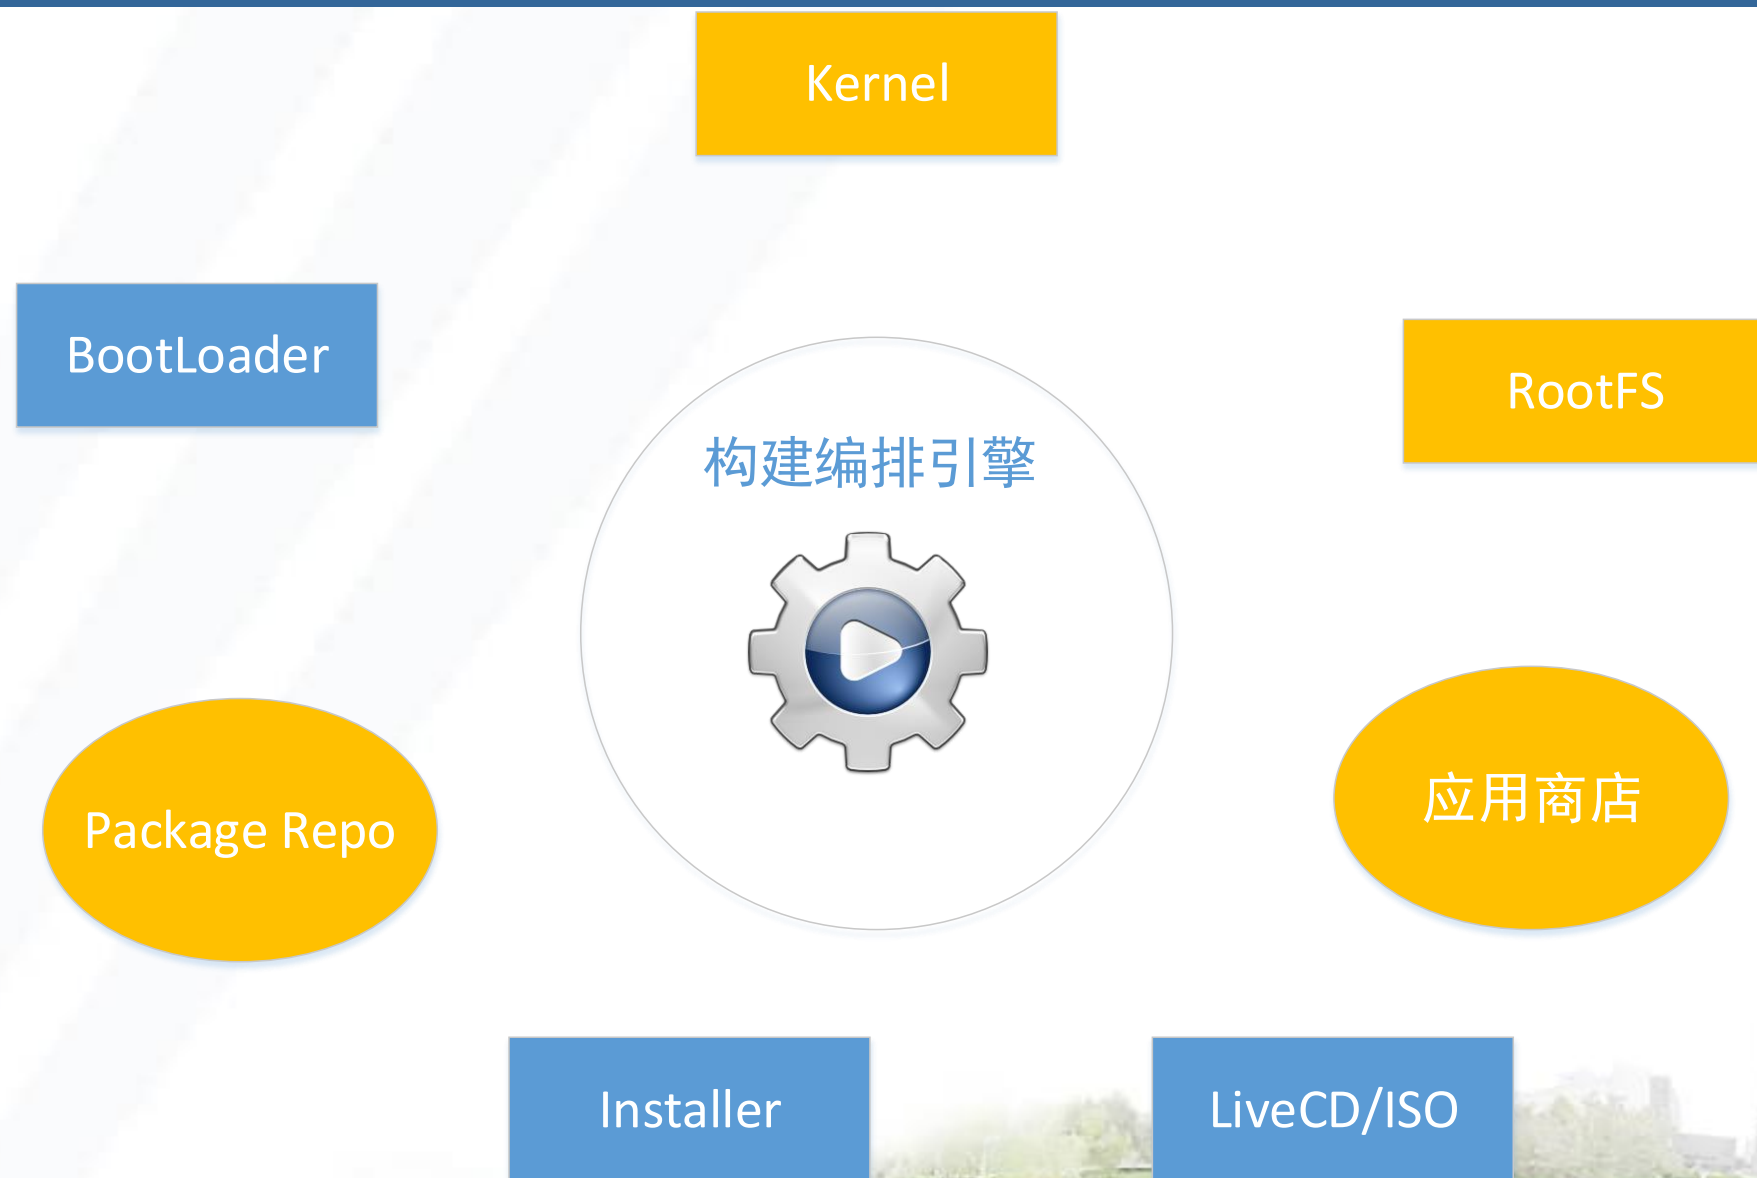 Kernel
BootLoader
RootFS
构建编排引擎
Package Repo
应用商店
Installer
LiveCD/ISO